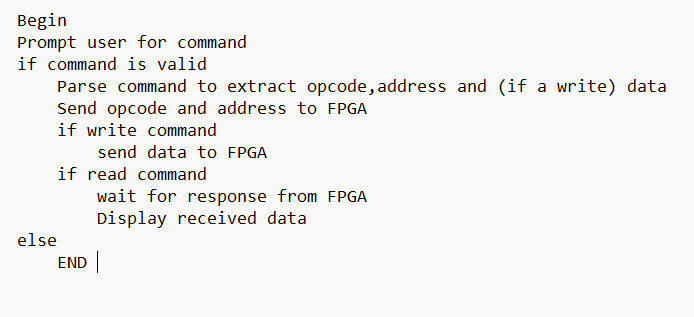 Begin
Prompt user for command
if command is valid
    Parse command to extract opcode,address and (if a write) data
    Send opcode and address to FPGA
    if write command
        send data to FPGA
    if read command
        wait for response from FPGA
        Display received data
else
    END